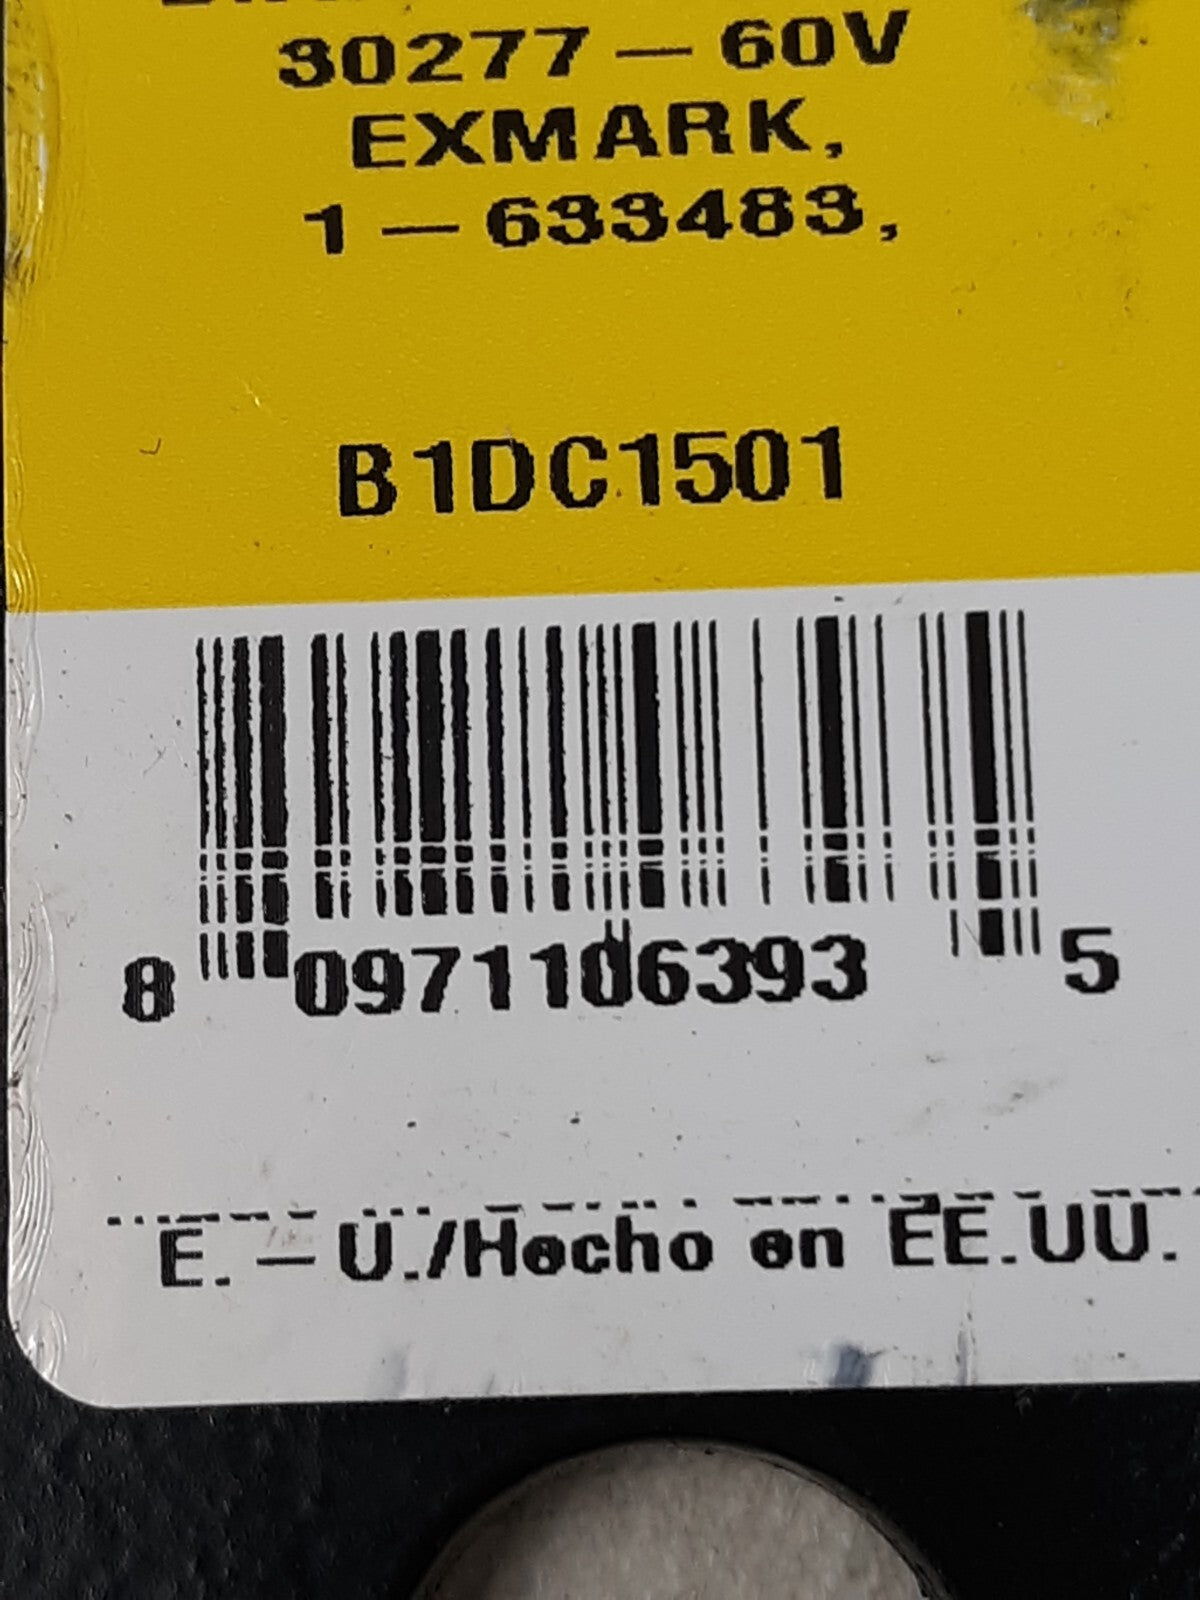 30277 – 60V
EXMARK,
1 – 633483,
B1DC1501
8 09711 06393 5
E. – U./Hecho en EE.UU.